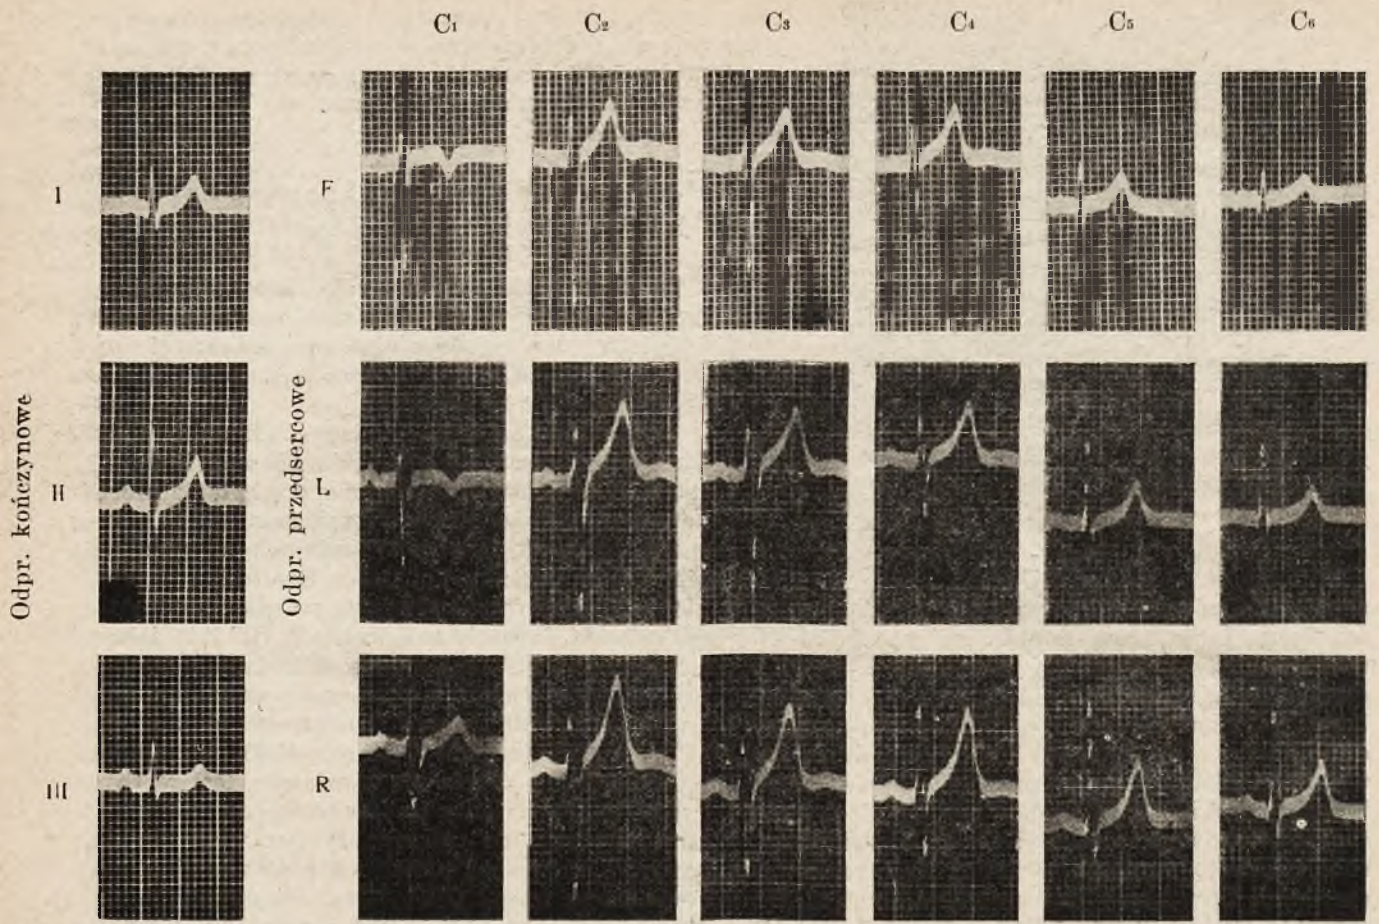 C1 C2 C3 C4 C5 C6
I
F
Odpr. kończynowe
II
Odpr. przedsercowe
L
III
R